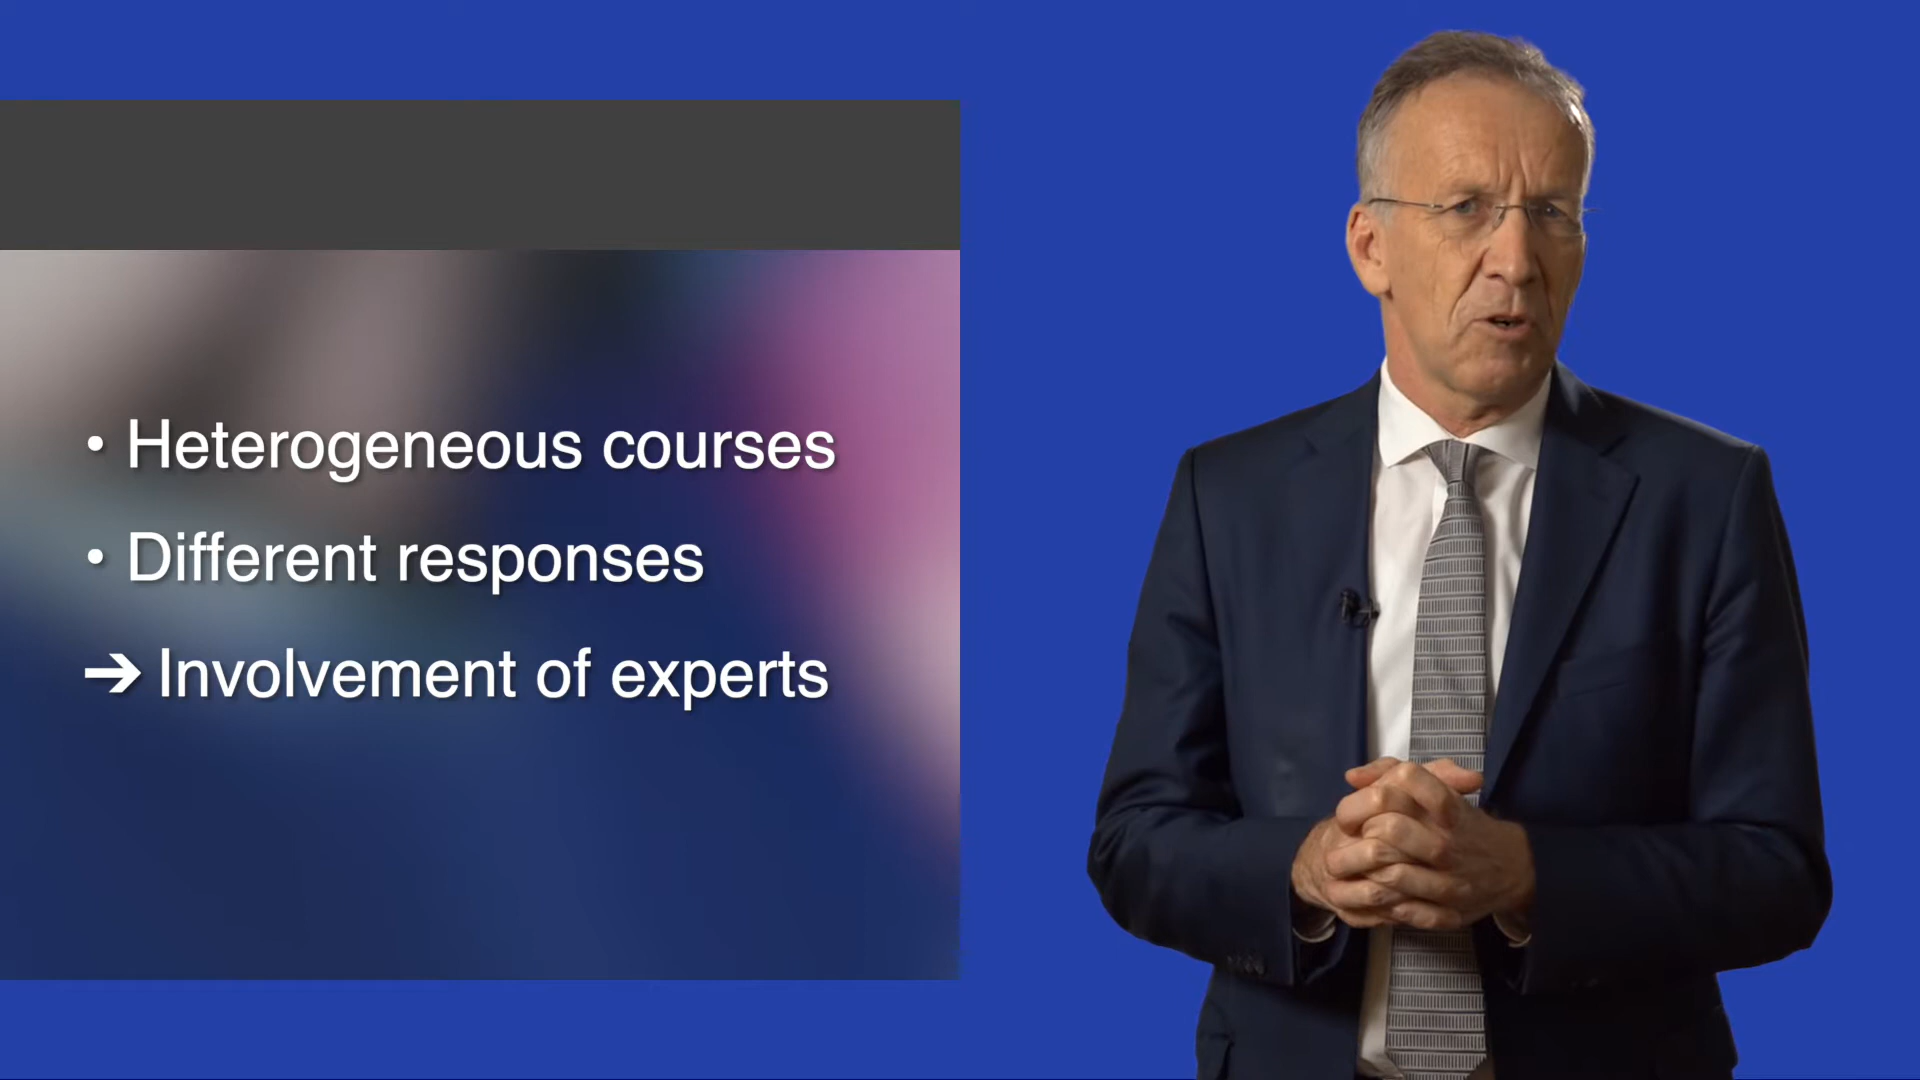 • Heterogeneous courses
• Different responses
➔ Involvement of experts